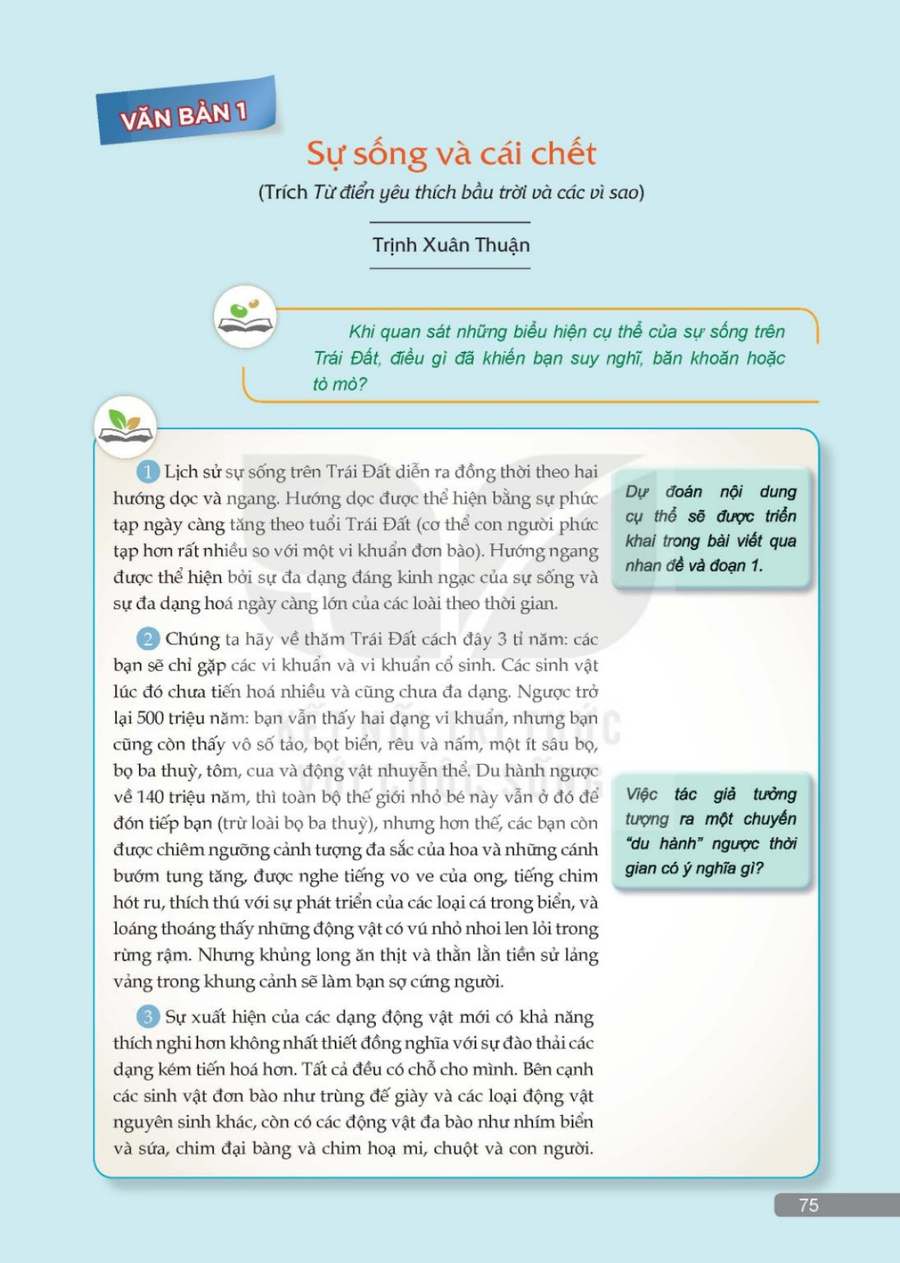 VĂN BẢN 1
Sự sống và cái chết
(Trích Từ điển yêu thích bầu trời và các vì sao)
Trịnh Xuân Thuận
Khi quan sát những biểu hiện cụ thể của sự sống trên
Trái Đất, điều gì đã khiến bạn suy nghĩ, băn khoăn hoặc
tò mò?
1 Lịch sử sự sống trên Trái Đất diễn ra đồng thời theo hai
hướng dọc và ngang. Hướng dọc được thể hiện bằng sự phức
tạp ngày càng tăng theo tuổi Trái Đất (cơ thể con người phức
tạp hơn rất nhiều so với một vi khuẩn đơn bào). Hướng ngang
được thể hiện bởi sự đa dạng đáng kinh ngạc của sự sống và
sự đa dạng hoá ngày càng lớn của các loài theo thời gian.
Dự đoán nội dung
cụ thể sẽ được triển
khai trong bài viết qua
nhan đề và đoạn 1.
2 Chúng ta hãy về thăm Trái Đất cách đây 3 tỉ năm: các
bạn sẽ chỉ gặp các vi khuẩn và vi khuẩn cổ sinh. Các sinh vật
lúc đó chưa tiến hoá nhiều và cũng chưa đa dạng. Ngược trở
lại 500 triệu năm: bạn vẫn thấy hai dạng vi khuẩn, nhưng bạn
cũng còn thấy vô số tảo, bọt biển, rêu và nấm, một ít sâu bọ,
bọ ba thuỳ, tôm, cua và động vật nhuyễn thể. Du hành ngược
về 140 triệu năm, thì toàn bộ thế giới nhỏ bé này vẫn ở đó để
đón tiếp bạn (trừ loài bọ ba thuỳ), nhưng hơn thế, các bạn còn
được chiêm ngưỡng cảnh tượng đa sắc của hoa và những cánh
bướm tung tăng, được nghe tiếng vo ve của ong, tiếng chim
hót ru, thích thú với sự phát triển của các loại cá trong biển, và
loáng thoáng thấy những động vật có vú nhỏ nhoi len lỏi trong
rừng rậm. Nhưng khủng long ăn thịt và thằn lằn tiền sử lảng
vảng trong khung cảnh sẽ làm bạn sợ cứng người.
Việc tác giả tưởng
tượng ra một chuyến
“du hành” ngược thời
gian có ý nghĩa gì?
3 Sự xuất hiện của các dạng động vật mới có khả năng
thích nghi hơn không nhất thiết đồng nghĩa với sự đào thải các
dạng kém tiến hoá hơn. Tất cả đều có chỗ cho mình. Bên cạnh
các sinh vật đơn bào như trùng đế giày và các loại động vật
nguyên sinh khác, còn có các động vật đa bào như nhím biển
và sứa, chim đại bàng và chim hoạ mi, chuột và con người.
KẾT NỐI TRI THỨC
VỚI CUỘC SỐNG
75